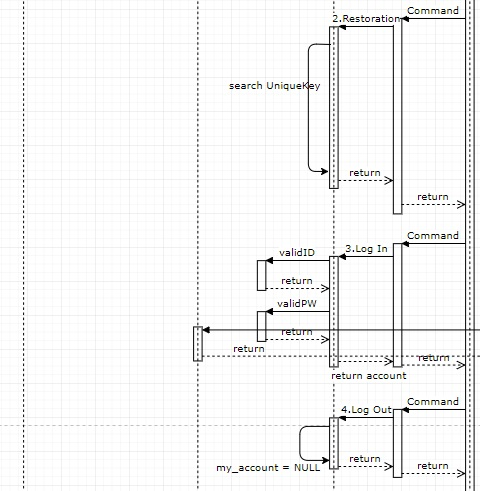 Command
2.Restoration
search UniqueKey
return
return
Command
3.Log In
validID
return
validPW
return
return
return
return account
Command
4.Log Out
return
return
my_account = NULL